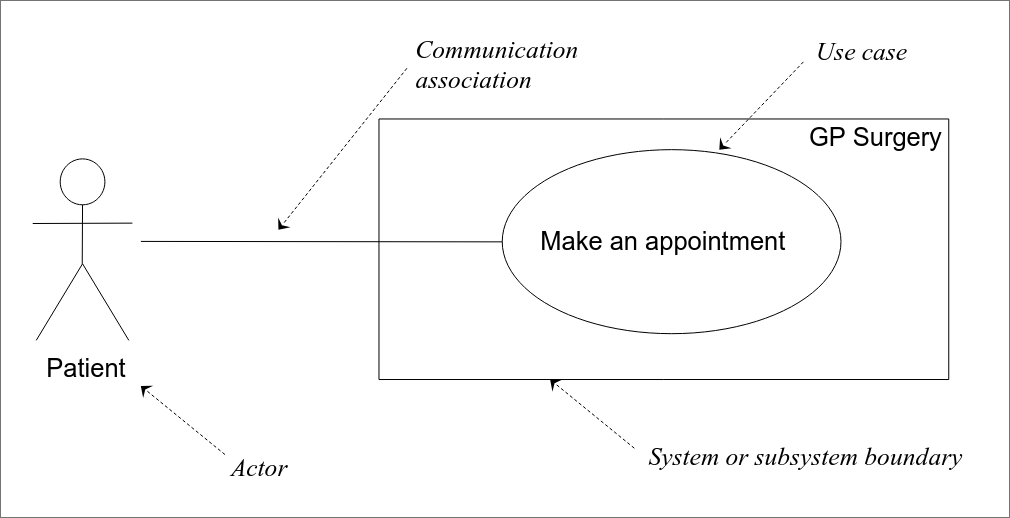 Communication
association
Use case
GP Surgery
Make an appointment
Patient
Actor
System or subsystem boundary